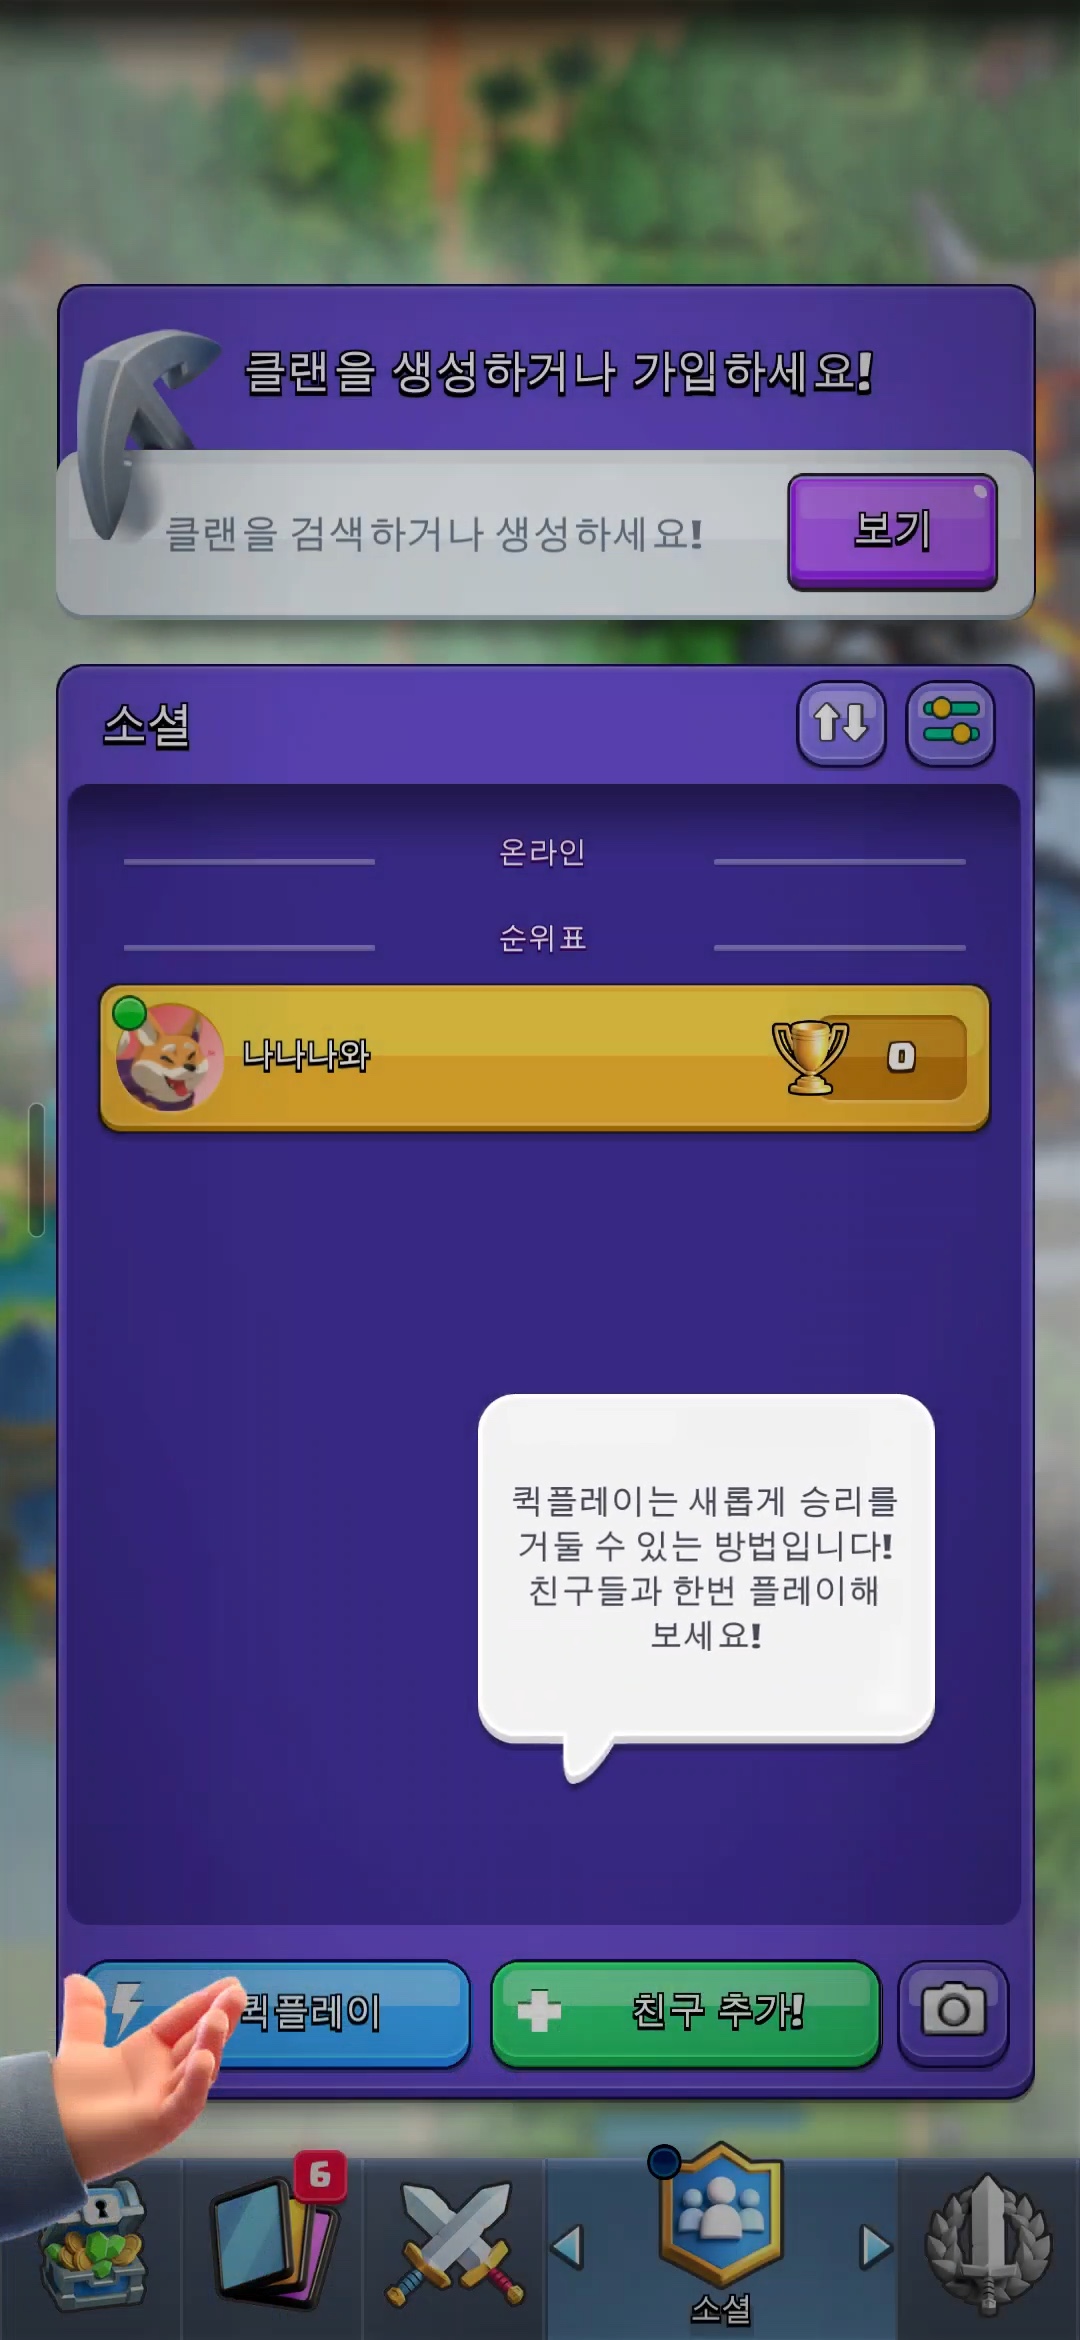 클랜을 생성하거나 가입하세요!
클랜을 검색하거나 생성하세요!
보기
소셜
온라인
순위표
나나나와
0
퀵플레이는 새롭게 승리를
거둘 수 있는 방법입니다!
친구들과 한번 플레이해
보세요!
퀵플레이
친구 추가!
6
소셜